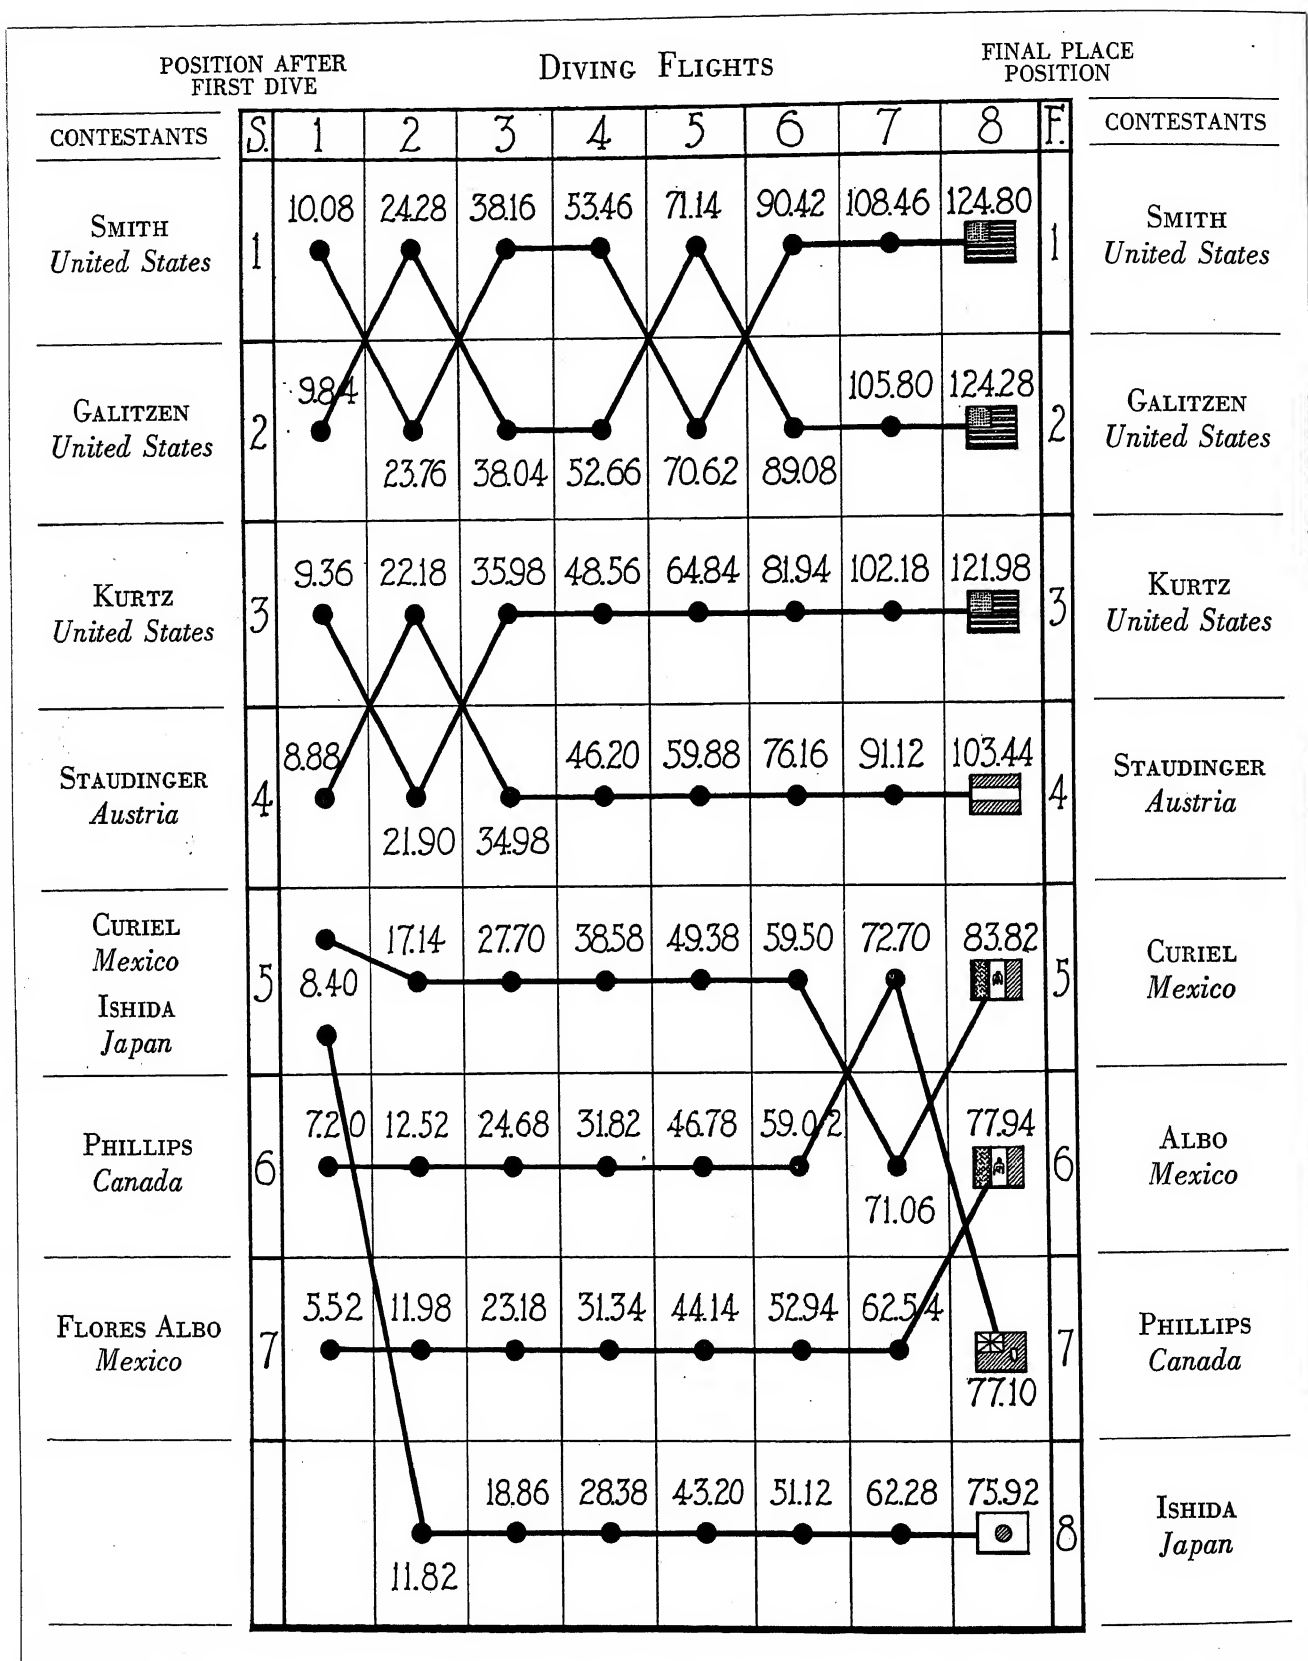 POSITION AFTER
FIRST DIVE
DIVING FLIGHTS
FINAL PLACE
POSITION
CONTESTANTS
S. 1 2 3 4 5 6 7 8 F.
CONTESTANTS
SMITH
United States
1
10.08 24.28 38.16 53.46 71.14 90.42 108.46 124.80
1
SMITH
United States
GALITZEN
United States
2
9.84
105.80 124.28
23.76 38.04 52.66 70.62 89.08
2
GALITZEN
United States
KURTZ
United States
3
9.36 22.18 35.98 48.56 64.84 81.94 102.18 121.98
3
KURTZ
United States
STAUDINGER
Austria
4
8.88 46.20 59.88 76.16 91.12 103.44
21.90 34.98
4
STAUDINGER
Austria
CURIEL
Mexico
ISHIDA
Japan
5
17.14 27.70 38.58 49.38 59.50 72.70 83.82
8.40
5
CURIEL
Mexico
PHILLIPS
Canada
6
7.20 12.52 24.68 31.82 46.78 59.02 77.94
71.06
6
ALBO
Mexico
FLORES ALBO
Mexico
7
5.52 11.98 23.18 31.34 44.14 52.94 62.54
77.10
7
PHILLIPS
Canada
18.86 28.38 43.20 51.12 62.28 75.92
11.82
8
ISHIDA
Japan